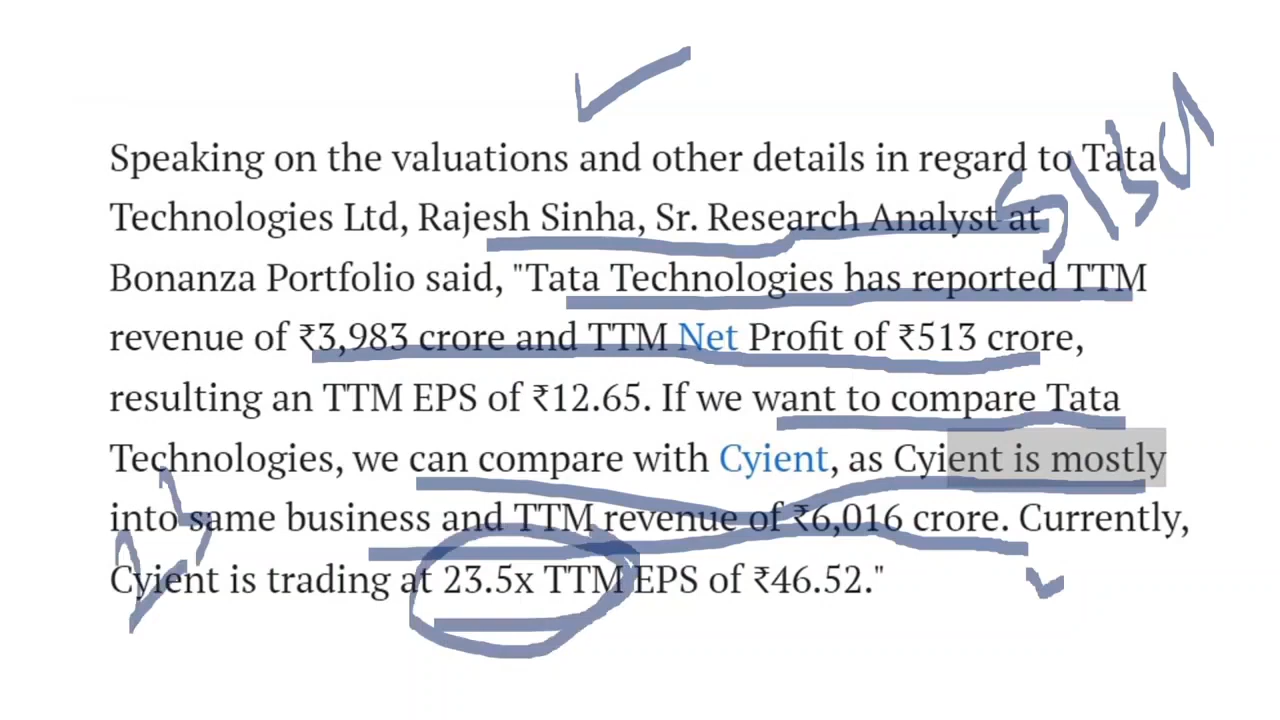 Speaking on the valuations and other details in regard to Tata
Technologies Ltd, Rajesh Sinha, Sr. Research Analyst at
Bonanza Portfolio said, "Tata Technologies has reported TTM
revenue of ₹3,983 crore and TTM Net Profit of ₹513 crore,
resulting an TTM EPS of ₹12.65. If we want to compare Tata
Technologies, we can compare with Cyient, as Cyient is mostly
into same business and TTM revenue of ₹6,016 crore. Currently,
Cyient is trading at 23.5x TTM EPS of ₹46.52."